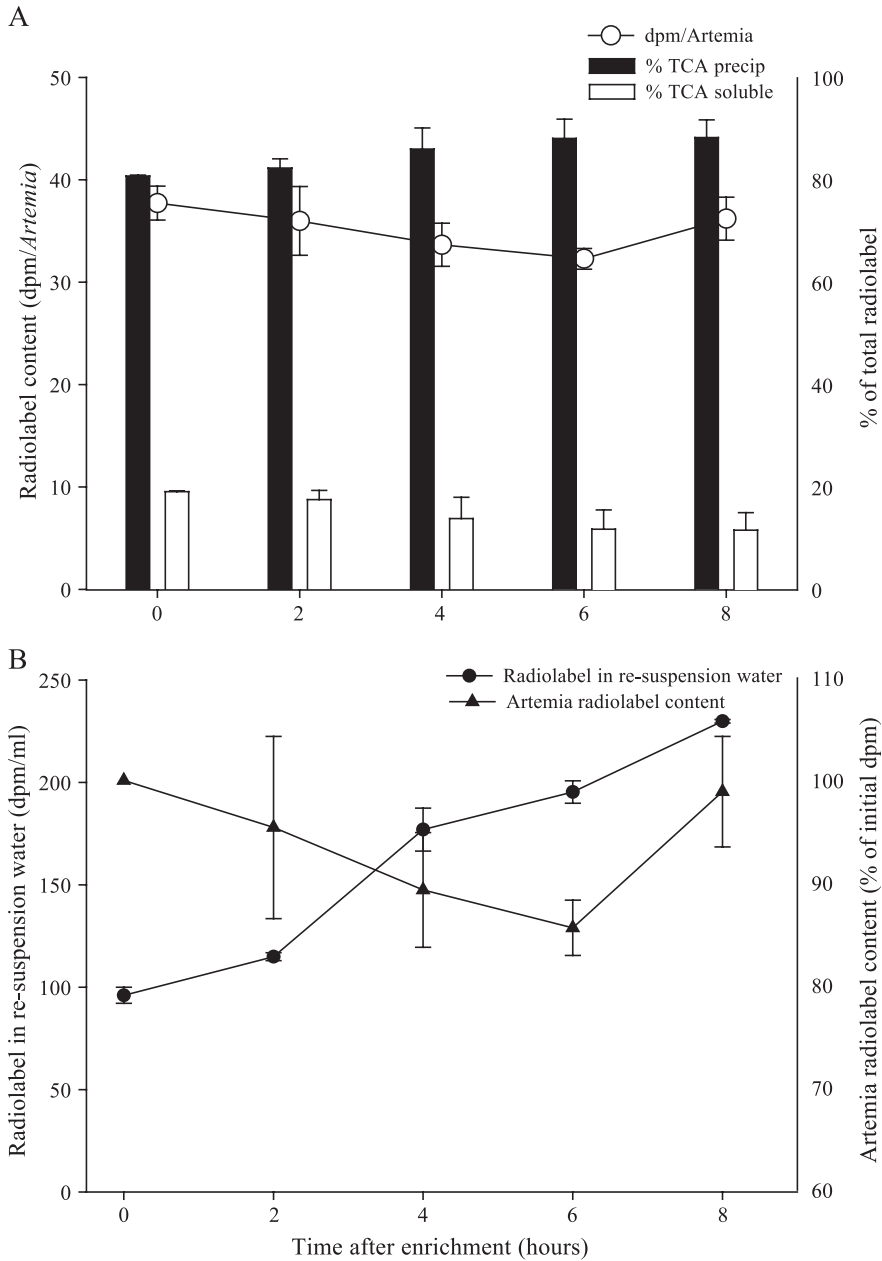 A
dpm/Artemia
% TCA precip
% TCA soluble
Radiolabel content (dpm/Artemia)
50
40
30
20
10
0
% of total radiolabel
100
80
60
40
20
0
0 2 4 6 8
B
Radiolabel in re-suspension water
Artemia radiolabel content
Radiolabel in re-suspension water (dpm/ml)
250
200
150
100
50
0
Artemia radiolabel content (% of initial dpm)
110
100
90
80
70
60
0 2 4 6 8
Time after enrichment (hours)